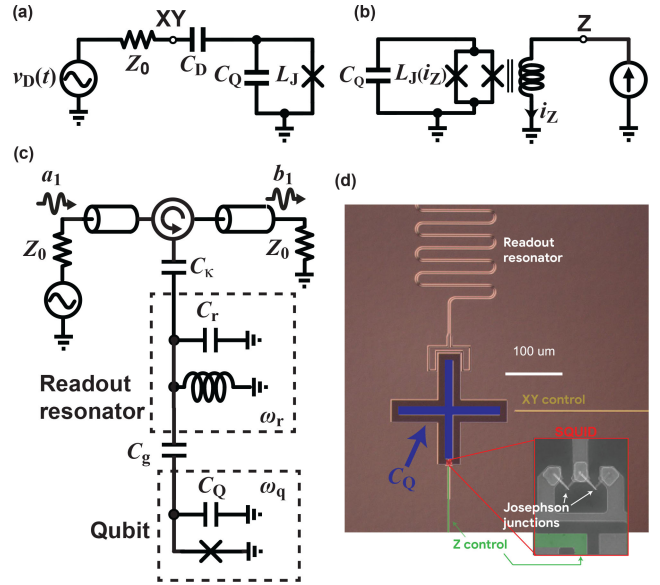 (a)
XY
v_D(t)
Z_0
C_D
C_Q
L_J
(b)
Z
C_Q
L_J(i_Z)
i_Z
(c)
a_1
b_1
Z_0
Z_0
C_κ
C_r
Readout
resonator
ω_r
C_g
C_Q
ω_q
Qubit
(d)
Readout
resonator
100 um
XY control
C_Q
SQUID
Josephson
junctions
Z control